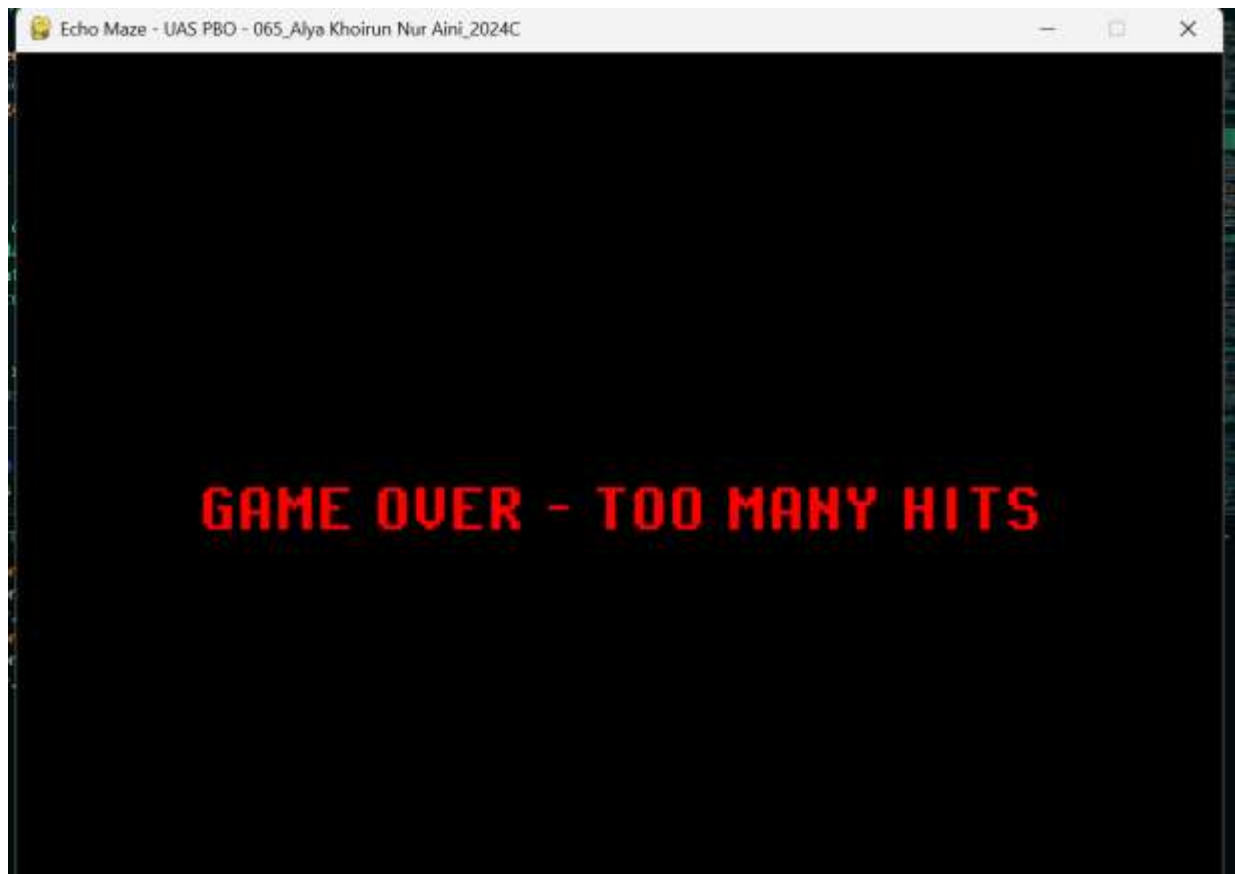 Echo Maze - UAS PBO - 065_Alya Khoirun Nur Aini_2024C
GAME OVER - TOO MANY HITS